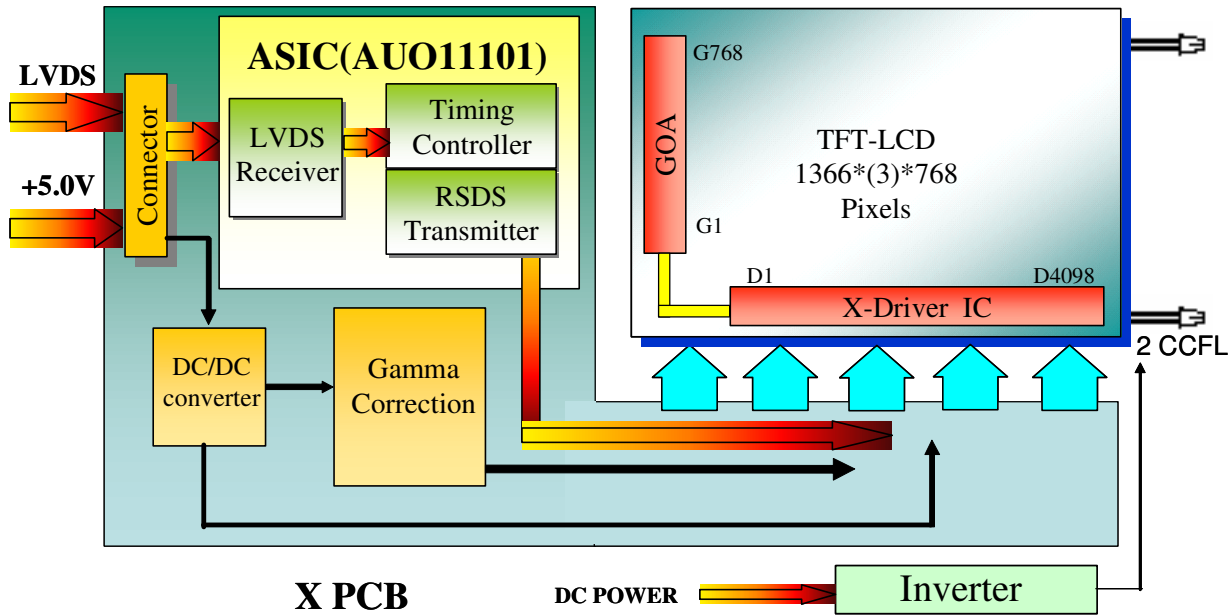 ASIC(AUO11101)
LVDS
+5.0V
Connector
LVDS
Receiver
Timing
Controller
RSDS
Transmitter
DC/DC
converter
Gamma
Correction
G768
GOA
G1
TFT-LCD
1366*(3)*768
Pixels
D1
D4098
X-Driver IC
2 CCFL
X PCB
DC POWER
Inverter